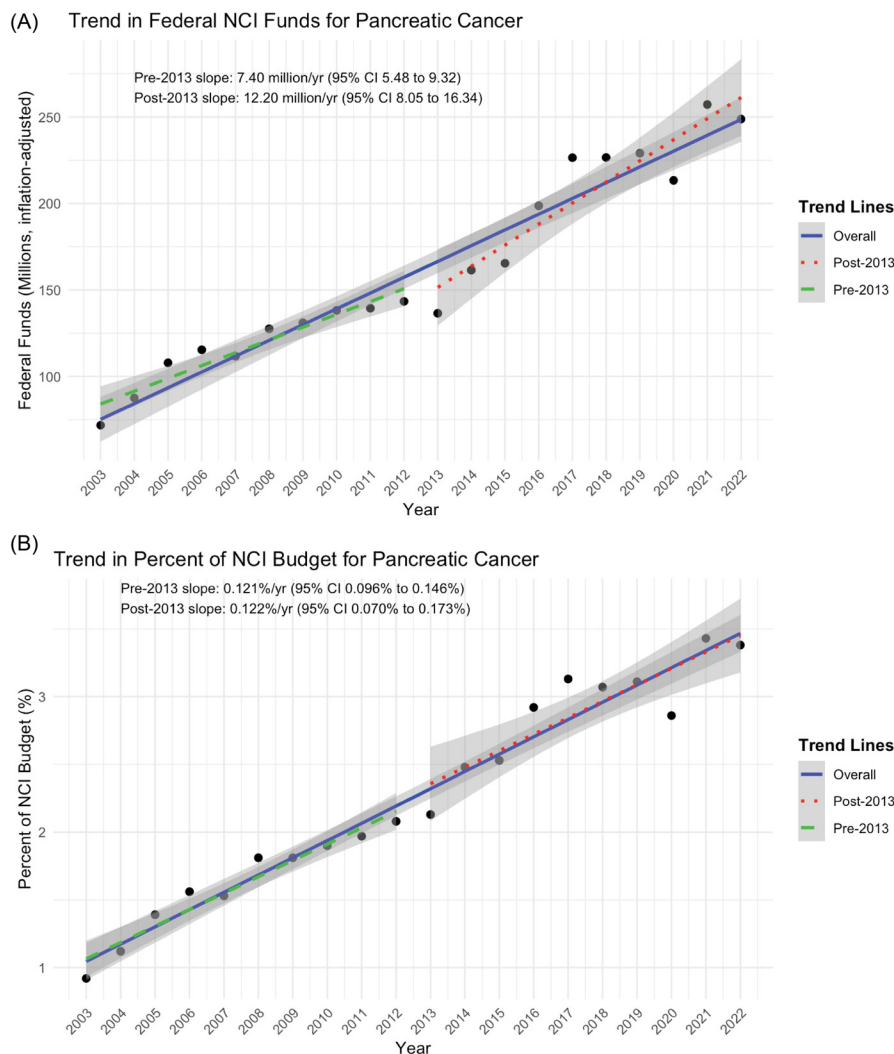 (A)
Trend in Federal NCI Funds for Pancreatic Cancer
Pre-2013 slope: 7.40 million/yr (95% CI 5.48 to 9.32)
Post-2013 slope: 12.20 million/yr (95% CI 8.05 to 16.34)
Federal Funds (Millions, inflation-adjusted)
250
200
150
100
2003 2004 2005 2006 2007 2008 2009 2010 2011 2012 2013 2014 2015 2016 2017 2018 2019 2020 2021 2022
Year
Trend Lines
Overall
Post-2013
Pre-2013
(B)
Trend in Percent of NCI Budget for Pancreatic Cancer
Pre-2013 slope: 0.121%/yr (95% CI 0.096% to 0.146%)
Post-2013 slope: 0.122%/yr (95% CI 0.070% to 0.173%)
Percent of NCI Budget (%)
3
2
1
2003 2004 2005 2006 2007 2008 2009 2010 2011 2012 2013 2014 2015 2016 2017 2018 2019 2020 2021 2022
Year
Trend Lines
Overall
Post-2013
Pre-2013